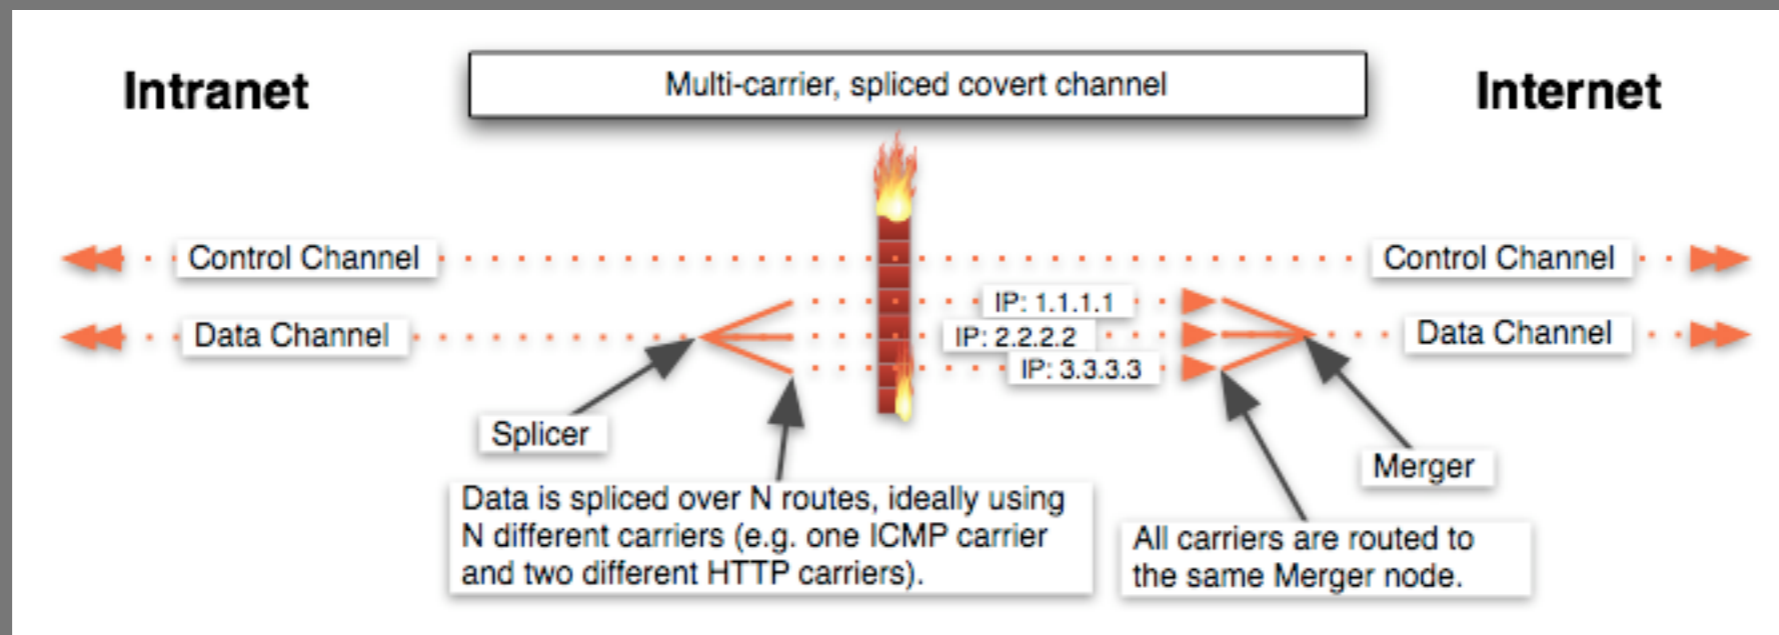 Intranet
Multi-carrier, spliced covert channel
Internet
Control Channel
Control Channel
IP: 1.1.1.1
Data Channel
IP: 2.2.2.2
Data Channel
IP: 3.3.3.3
Splicer
Merger
Data is spliced over N routes, ideally using
N different carriers (e.g. one ICMP carrier
and two different HTTP carriers).
All carriers are routed to
the same Merger node.